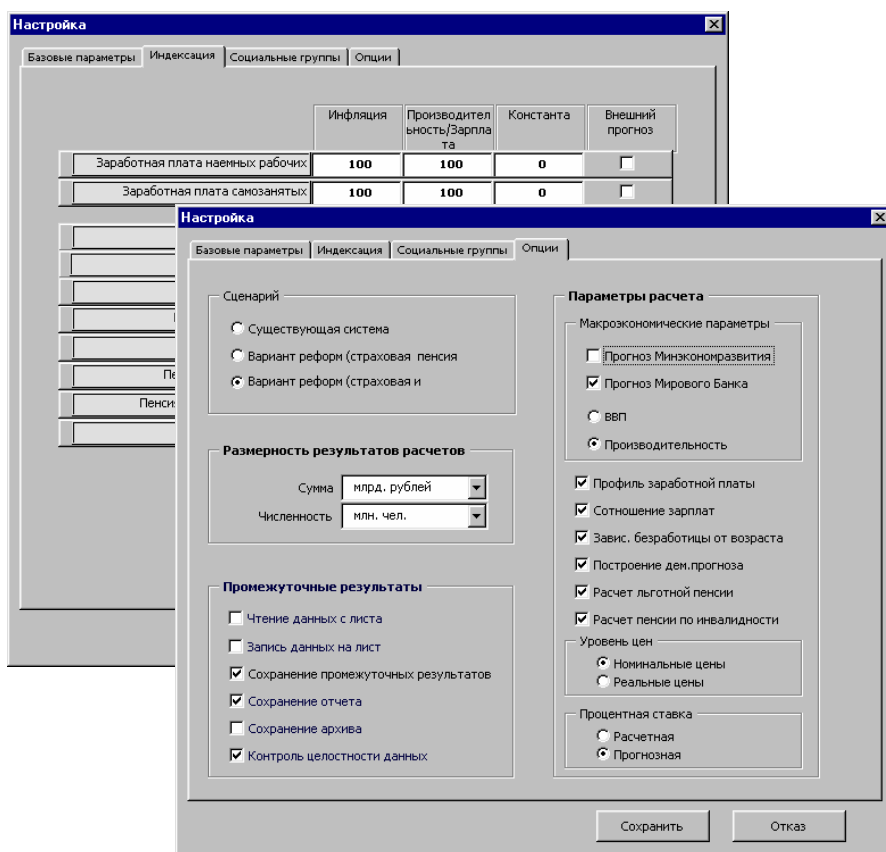 Настройка
Базовые параметры
Индексация
Социальные группы
Опции
Инфляция
Производител
ьность/Зарпла
та
Константа
Внешний
прогноз
Заработная плата наемных рабочих
100
100
0
Заработная плата самозанятых
100
100
0
Пенсия
Настройка
Базовые параметры
Индексация
Социальные группы
Опции
Сценарий
Существующая система
Вариант реформ (страховая пенсия
Вариант реформ (страховая и
Размерность результатов расчетов
Сумма
млрд. рублей
Численность
млн. чел.
Промежуточные результаты
Чтение данных с листа
Запись данных на лист
Сохранение промежуточных результатов
Сохранение отчета
Сохранение архива
Контроль целостности данных
Параметры расчета
Макроэкономические параметры
Прогноз Минэкономразвития
Прогноз Мирового Банка
ВВП
Производительность
Профиль заработной платы
Сотношение зарплат
Завис. безработицы от возраста
Построение дем.прогноза
Расчет льготной пенсии
Расчет пенсии по инвалидности
Уровень цен
Номинальные цены
Реальные цены
Процентная ставка
Расчетная
Прогнозная
Сохранить
Отказ